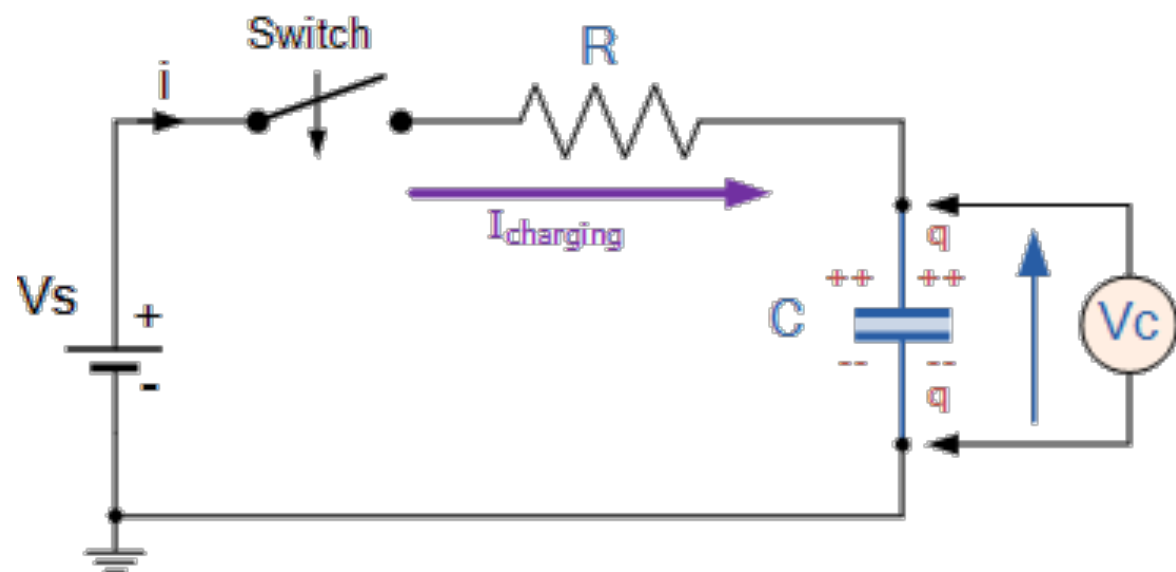 Switch
R
i
Icharging
q
++ ++
Vs
+
C
Vc
-- --
-
q